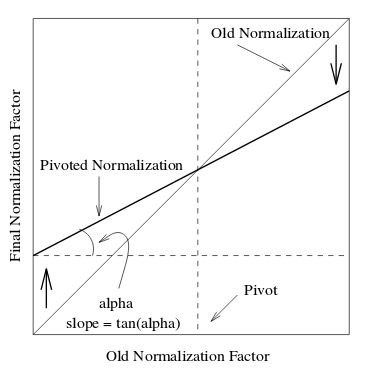 Old Normalization
Final Normalization Factor
Pivoted Normalization
Pivot
alpha
slope = tan(alpha)
Old Normalization Factor